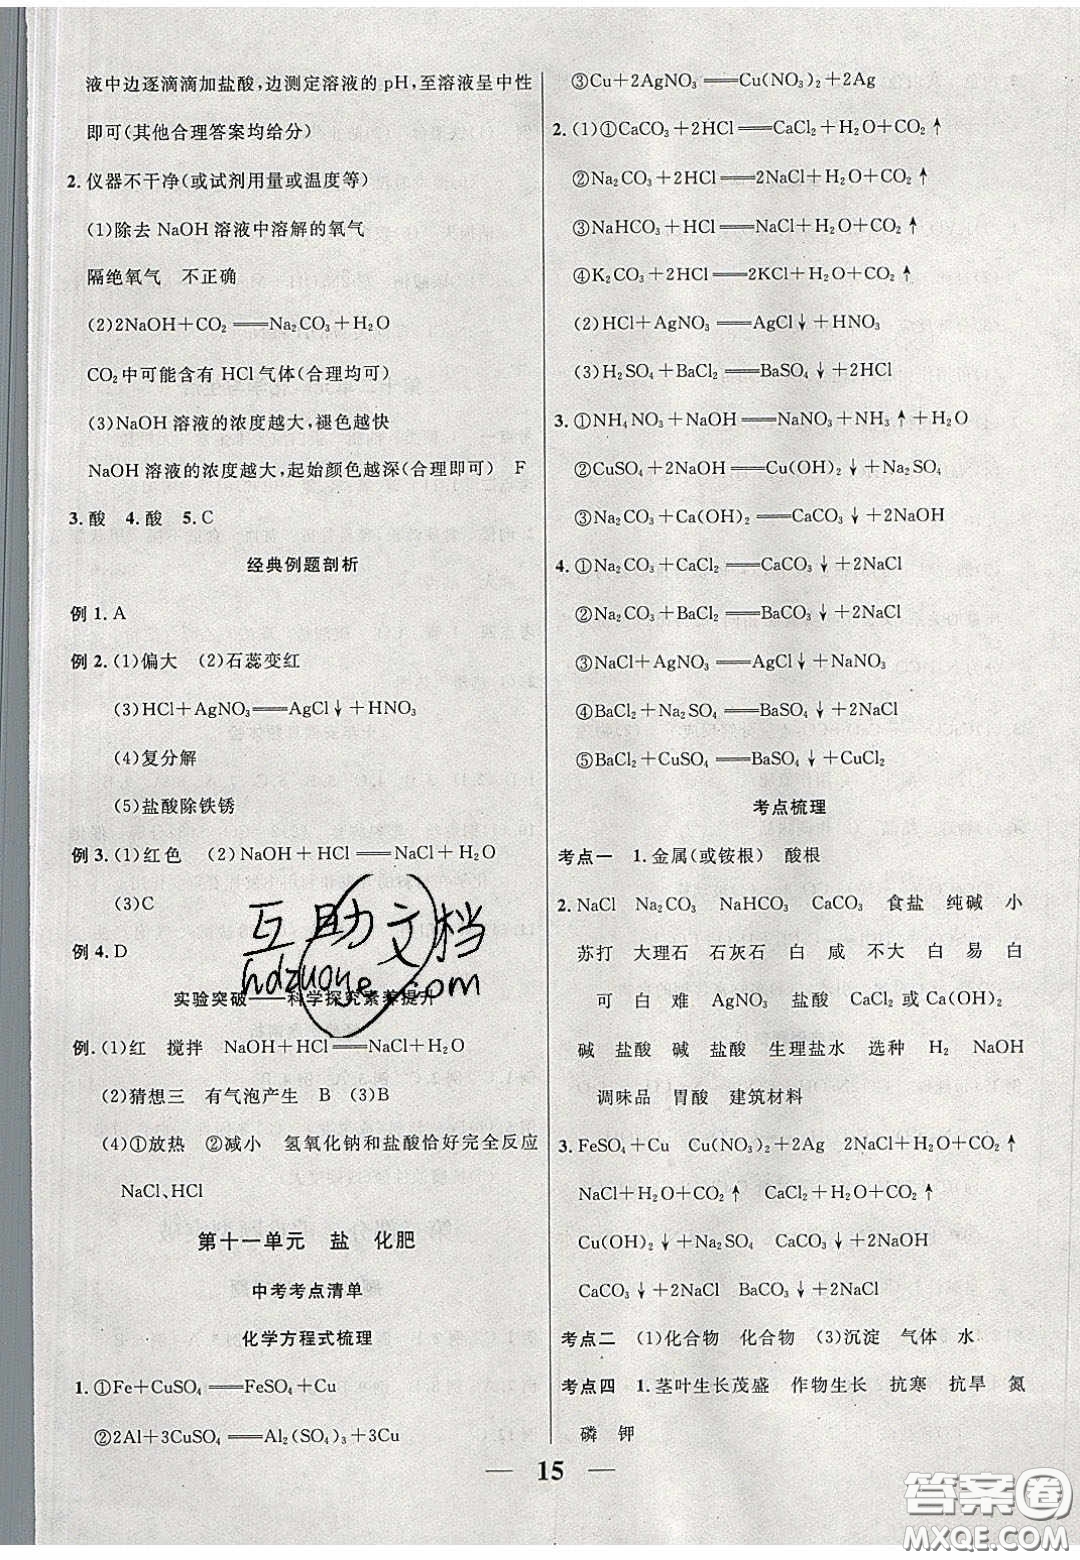 液中边逐滴滴加盐酸,边测定溶液的 pH,至溶液呈中性
即可(其他合理答案均给分)
2. 仪器不干净(或试剂用量或温度等)
(1)除去 NaOH 溶液中溶解的氧气
隔绝氧气 不正确
(2)2NaOH+CO₂══Na₂CO₃+H₂O
CO₂中可能含有 HCl 气体(合理均可)
(3)NaOH 溶液的浓度越大,褪色越快
NaOH 溶液的浓度越大,起始颜色越深(合理即可) F
3. 酸 4. 酸 5. C
经典例题剖析
例 1. A
例 2. (1)偏大 (2)石蕊变红
(3)HCl+AgNO₃══AgCl↓+HNO₃
(4)复分解
(5)盐酸除铁锈
例 3. (1)红色 (2)NaOH+HCl══NaCl+H₂O
(3)C
例 4. D
实验突破——科学探究素养提升
例. (1)红 搅拌 NaOH+HCl══NaCl+H₂O
(2)猜想三 有气泡产生 B (3)B
(4)①放热 ②减小 氢氧化钠和盐酸恰好完全反应
NaCl、HCl
第十一单元 盐 化肥
中考考点清单
化学方程式梳理
1. ①Fe+CuSO₄══FeSO₄+Cu
②2Al+3CuSO₄══Al₂(SO₄)₃+3Cu
③Cu+2AgNO₃══Cu(NO₃)₂+2Ag
2. (1)①CaCO₃+2HCl══CaCl₂+H₂O+CO₂↑
②Na₂CO₃+2HCl══2NaCl+H₂O+CO₂↑
③NaHCO₃+HCl══NaCl+H₂O+CO₂↑
④K₂CO₃+2HCl══2KCl+H₂O+CO₂↑
(2)HCl+AgNO₃══AgCl↓+HNO₃
(3)H₂SO₄+BaCl₂══BaSO₄↓+2HCl
3. ①NH₄NO₃+NaOH══NaNO₃+NH₃↑+H₂O
②CuSO₄+2NaOH══Cu(OH)₂↓+Na₂SO₄
③Na₂CO₃+Ca(OH)₂══CaCO₃↓+2NaOH
4. ①Na₂CO₃+CaCl₂══CaCO₃↓+2NaCl
②Na₂CO₃+BaCl₂══BaCO₃↓+2NaCl
③NaCl+AgNO₃══AgCl↓+NaNO₃
④BaCl₂+Na₂SO₄══BaSO₄↓+2NaCl
⑤BaCl₂+CuSO₄══BaSO₄↓+CuCl₂
考点梳理
考点一 1. 金属(或铵根) 酸根
2. NaCl Na₂CO₃ NaHCO₃ CaCO₃ 食盐 纯碱 小
苏打 大理石 石灰石 白 咸 不大 白 易 白
可 白 难 AgNO₃ 盐酸 CaCl₂或Ca(OH)₂
碱 盐酸 碱 盐酸 生理盐水 选种 H₂ NaOH
调味品 胃酸 建筑材料
3. FeSO₄+Cu Cu(NO₃)₂+2Ag 2NaCl+H₂O+CO₂↑
NaCl+H₂O+CO₂↑ CaCl₂+H₂O+CO₂↑
Cu(OH)₂↓+Na₂SO₄ CaCO₃↓+2NaOH
CaCO₃↓+2NaCl BaCO₃↓+2NaCl
考点二 (1)化合物 化合物 (3)沉淀 气体 水
考点四 1. 茎叶生长茂盛 作物生长 抗寒 抗旱 氮
磷 钾
— 15 —
互助文档
hdzuoye.com
答案圈
MXQE.COM